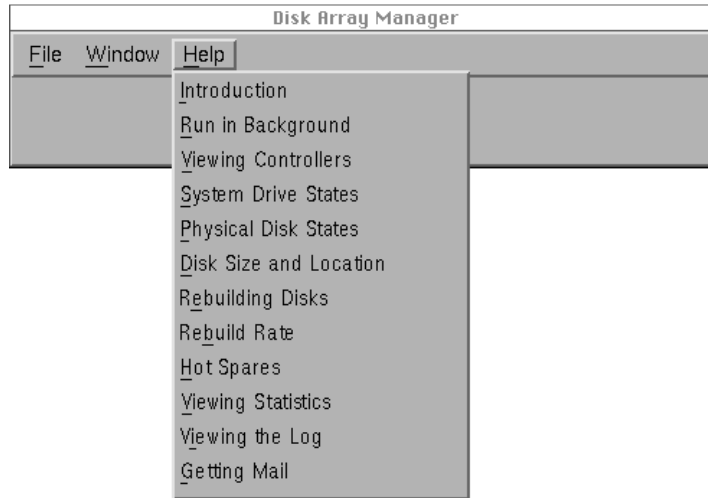 Disk Array Manager
File Window Help
Introduction
Run in Background
Viewing Controllers
System Drive States
Physical Disk States
Disk Size and Location
Rebuilding Disks
Rebuild Rate
Hot Spares
Viewing Statistics
Viewing the Log
Getting Mail